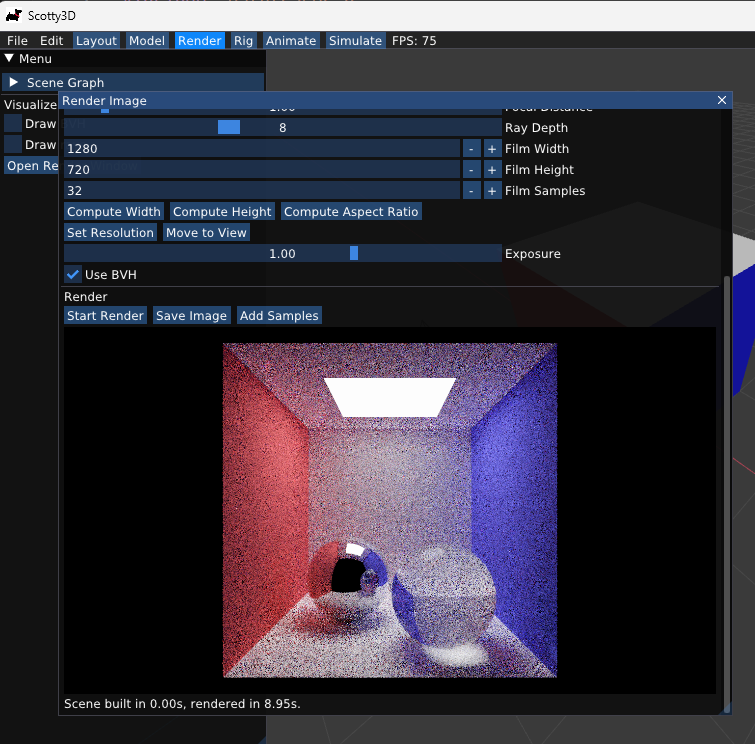 Scotty3D
File Edit Layout Model Render Rig Animate Simulate FPS: 75
Menu
Scene Graph
Visualize
Render Image
Draw
Draw
Open Re
1.00 Focal Distance
8 Ray Depth
1280 - + Film Width
720 - + Film Height
32 - + Film Samples
Compute Width Compute Height Compute Aspect Ratio
Set Resolution Move to View
1.00 Exposure
Use BVH
Render
Start Render Save Image Add Samples
Scene built in 0.00s, rendered in 8.95s.